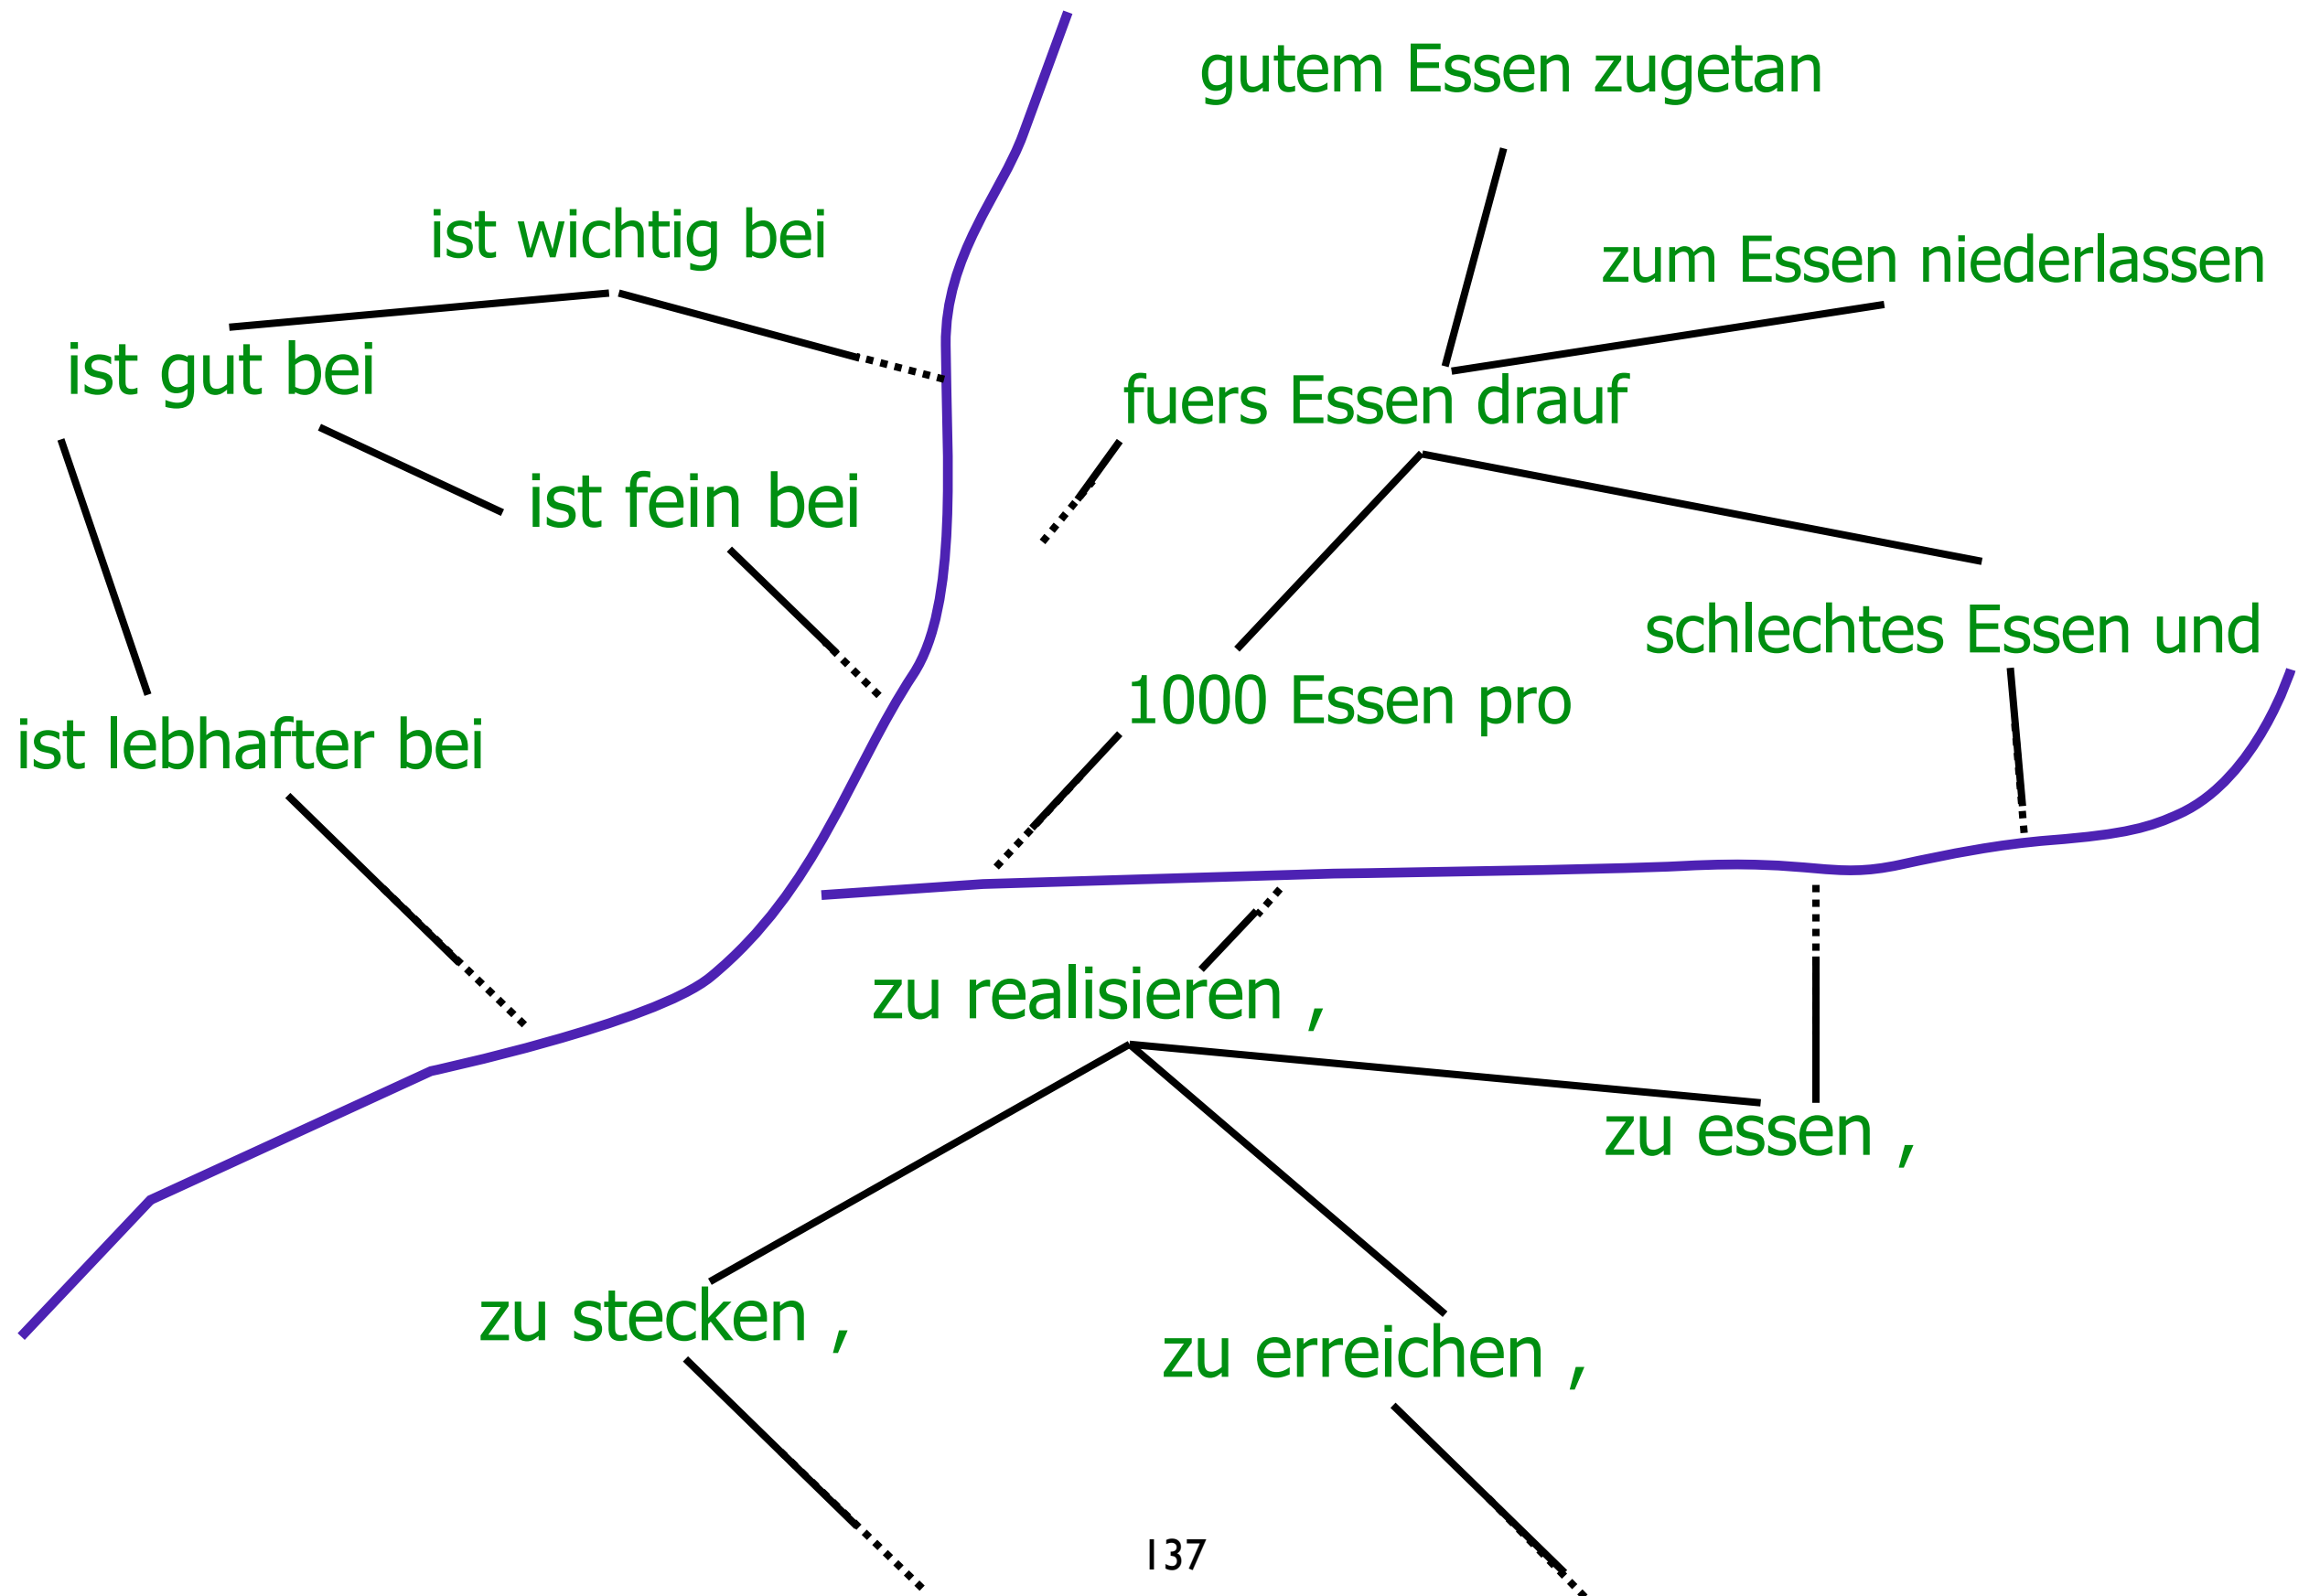 gutem Essen zugetan
ist wichtig bei
zum Essen niederlassen
ist gut bei
fuers Essen drauf
ist fein bei
schlechtes Essen und
1000 Essen pro
ist lebhafter bei
zu realisieren ,
zu essen ,
zu stecken ,
zu erreichen ,
137